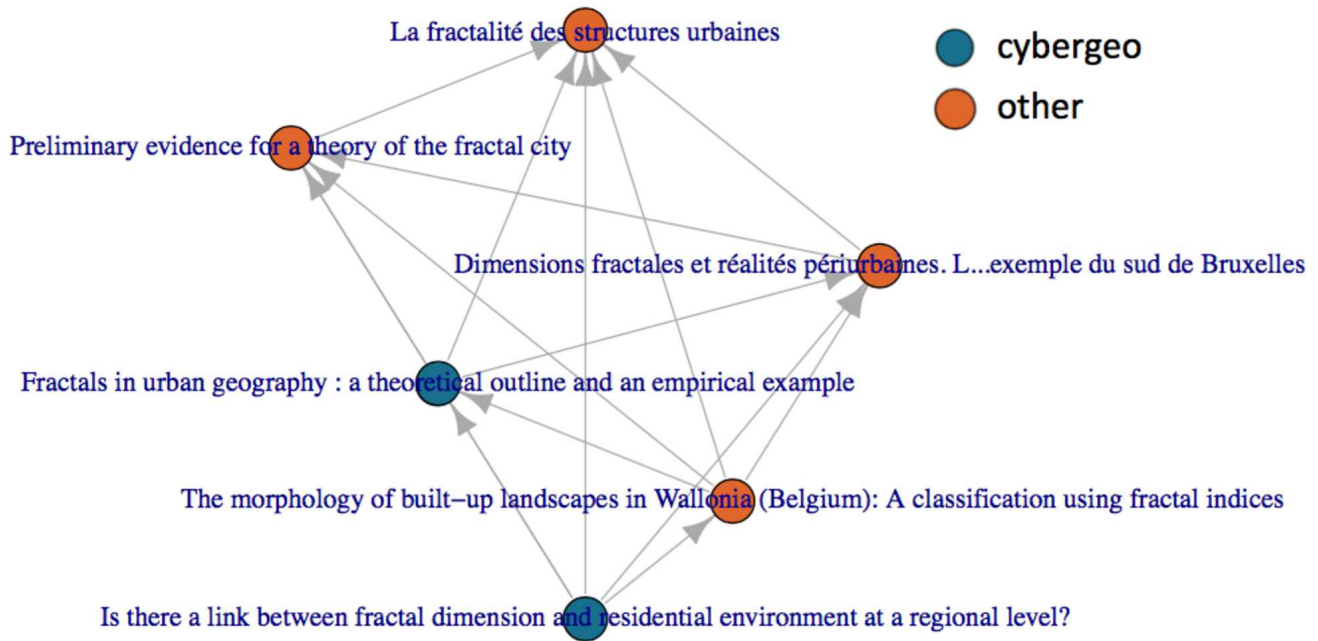 La fractalité des structures urbaines
cybergeo
other
Preliminary evidence for a theory of the fractal city
Dimensions fractales et réalités périurbaines. L...exemple du sud de Bruxelles
Fractals in urban geography : a theoretical outline and an empirical example
The morphology of built−up landscapes in Wallonia (Belgium): A classification using fractal indices
Is there a link between fractal dimension and residential environment at a regional level?